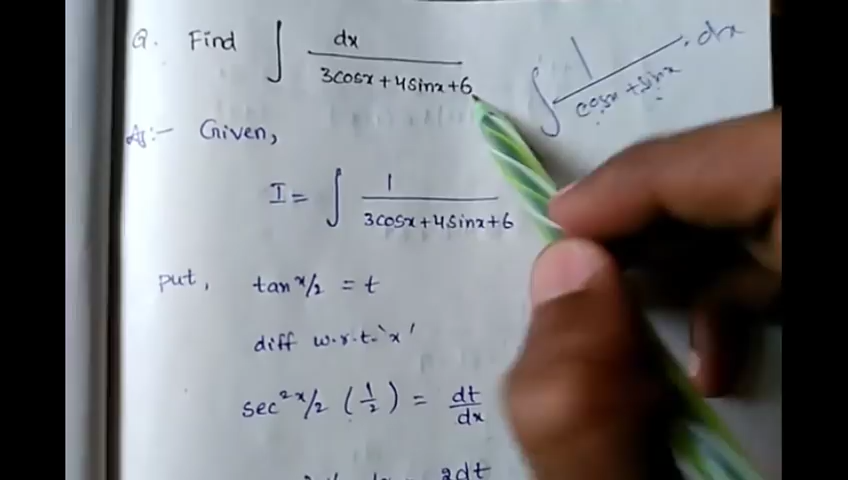 Q. Find ∫ dx / 3cosx+4sinx+6
∫ 1 / cosx + sinx . dx
As:- Given,
I = ∫ 1 / 3cosx+4sinx+6
put, tan x/2 = t
diff w.r.t. 'x'
sec² x/2 (1/2) = dt/dx
2dt